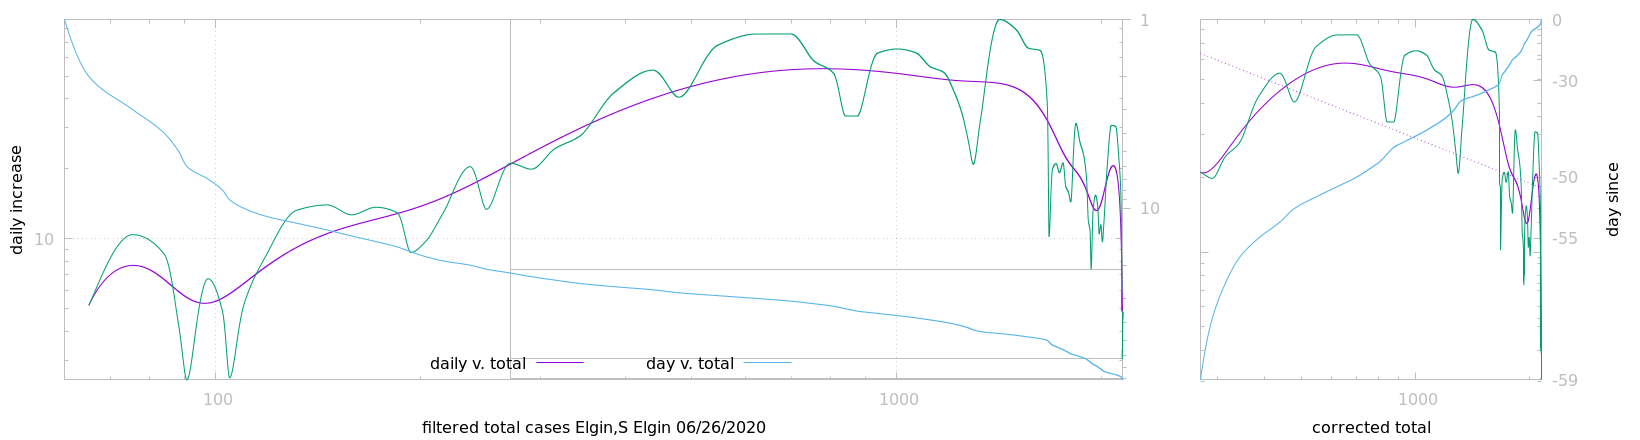 daily increase
10
100
1000
1
10
daily v. total
day v. total
filtered total cases Elgin,S Elgin 06/26/2020
0
-30
-50
-55
-59
day since
1000
corrected total